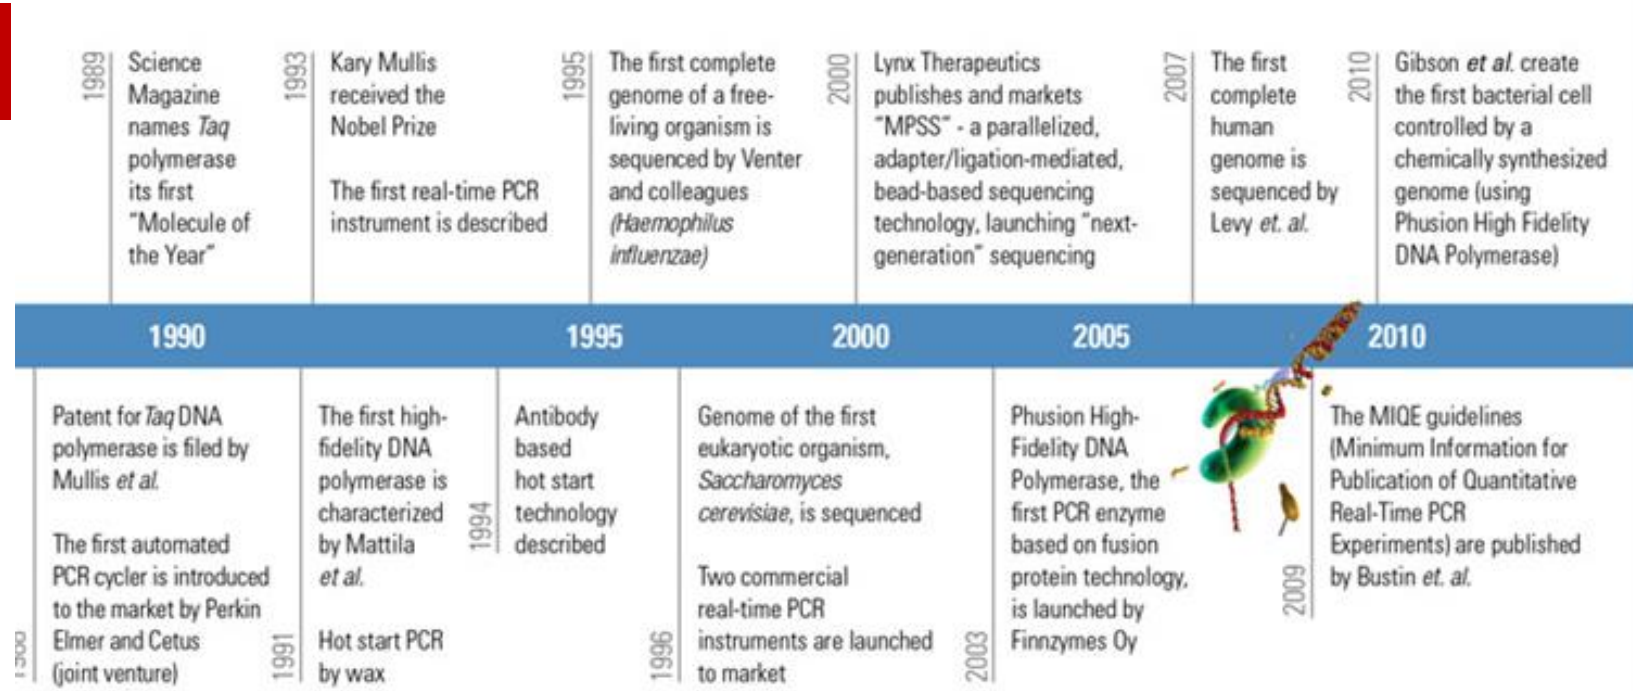 1989
Science
Magazine
names Taq
polymerase
its first
"Molecule of
the Year"
1993
Kary Mullis
received the
Nobel Prize
The first real-time PCR
instrument is described
1995
The first complete
genome of a free-
living organism is
sequenced by Venter
and colleagues
(Haemophilus
influenzae)
2000
Lynx Therapeutics
publishes and markets
"MPSS" - a parallelized,
adapter/ligation-mediated,
bead-based sequencing
technology, launching "next-
generation" sequencing
2007
The first
complete
human
genome is
sequenced by
Levy et. al.
2010
Gibson et al. create
the first bacterial cell
controlled by a
chemically synthesized
genome (using
Phusion High Fidelity
DNA Polymerase)
1990
1995
2000
2005
2010
Patent for Taq DNA
polymerase is filed by
Mullis et al.
The first automated
PCR cycler is introduced
to the market by Perkin
Elmer and Cetus
(joint venture)
1991
The first high-
fidelity DNA
polymerase is
characterized
by Mattila
et al.
Hot start PCR
by wax
1994
Antibody
based
hot start
technology
described
1996
Genome of the first
eukaryotic organism,
Saccharomyces
cerevisiae, is sequenced
Two commercial
real-time PCR
instruments are launched
to market
2003
Phusion High-
Fidelity DNA
Polymerase, the
first PCR enzyme
based on fusion
protein technology,
is launched by
Finnzymes Oy
2009
The MIQE guidelines
(Minimum Information for
Publication of Quantitative
Real-Time PCR
Experiments) are published
by Bustin et. al.